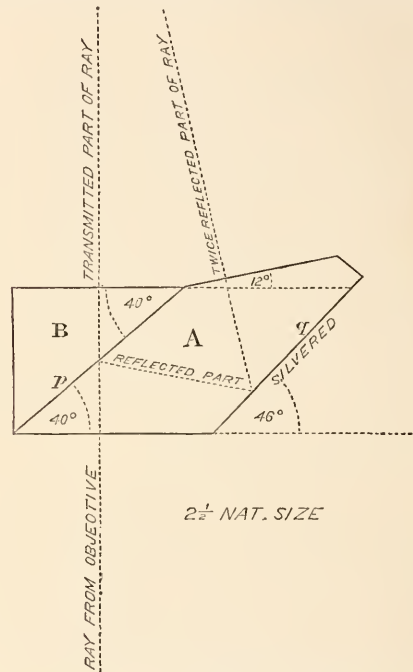 TRANSMITTED PART OF RAY
TWICE REFLECTED PART OF RAY
40°
12°
B
A
q
SILVERED
p
REFLECTED PART
40°
46°
2½ NAT. SIZE
RAY FROM OBJEOTIVE